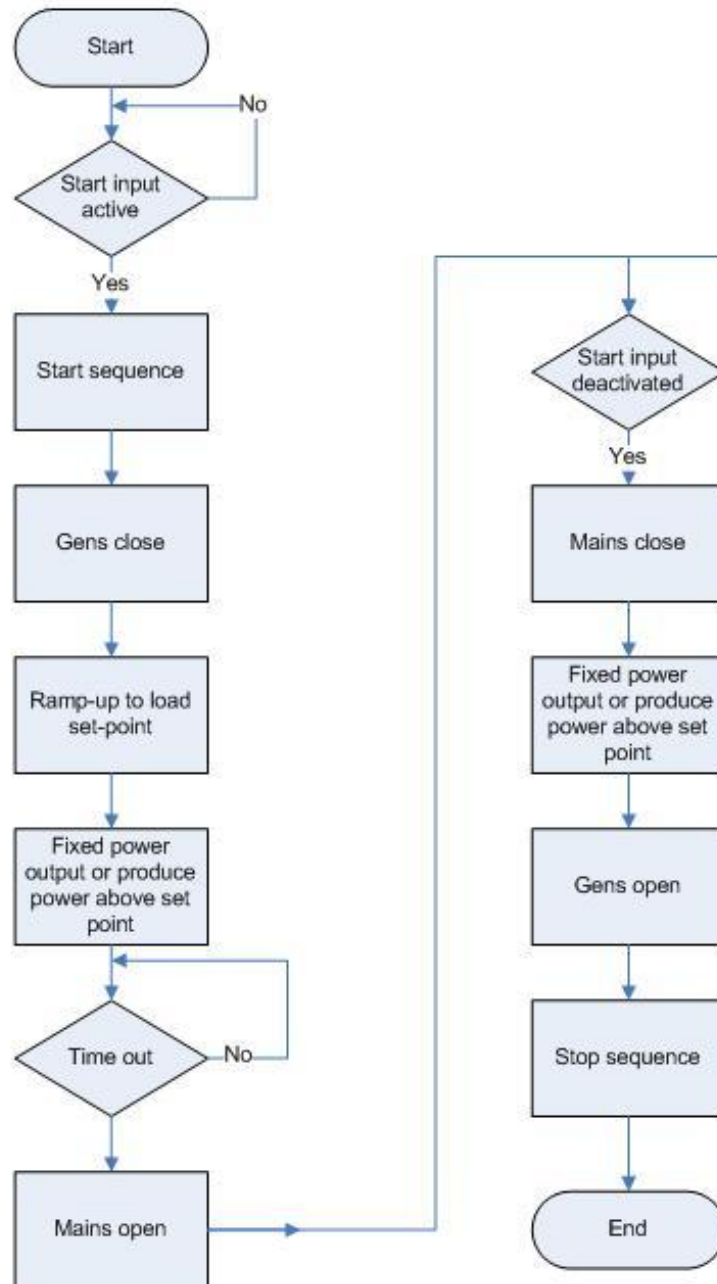 Start
No
Start input
active
Yes
Start sequence
Gens close
Ramp-up to load
set-point
Fixed power
output or produce
power above set
point
Time out
No
Mains open
Start input
deactivated
Yes
Mains close
Fixed power
output or produce
power above set
point
Gens open
Stop sequence
End